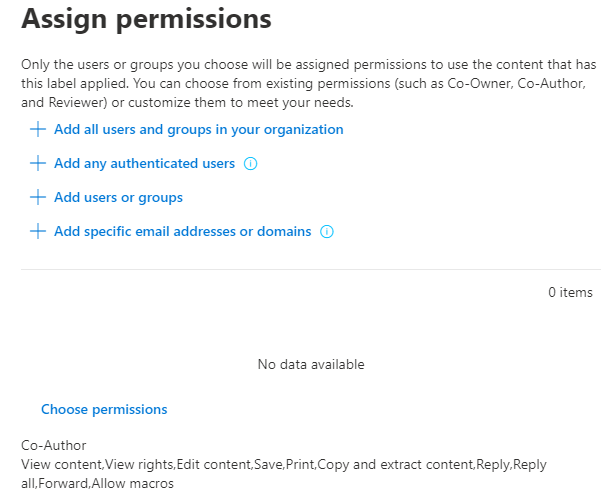 Assign permissions
Only the users or groups you choose will be assigned permissions to use the content that has
this label applied. You can choose from existing permissions (such as Co-Owner, Co-Author,
and Reviewer) or customize them to meet your needs.
+ Add all users and groups in your organization
+ Add any authenticated users
+ Add users or groups
+ Add specific email addresses or domains
0 items
No data available
Choose permissions
Co-Author
View content,View rights,Edit content,Save,Print,Copy and extract content,Reply,Reply
all,Forward,Allow macros